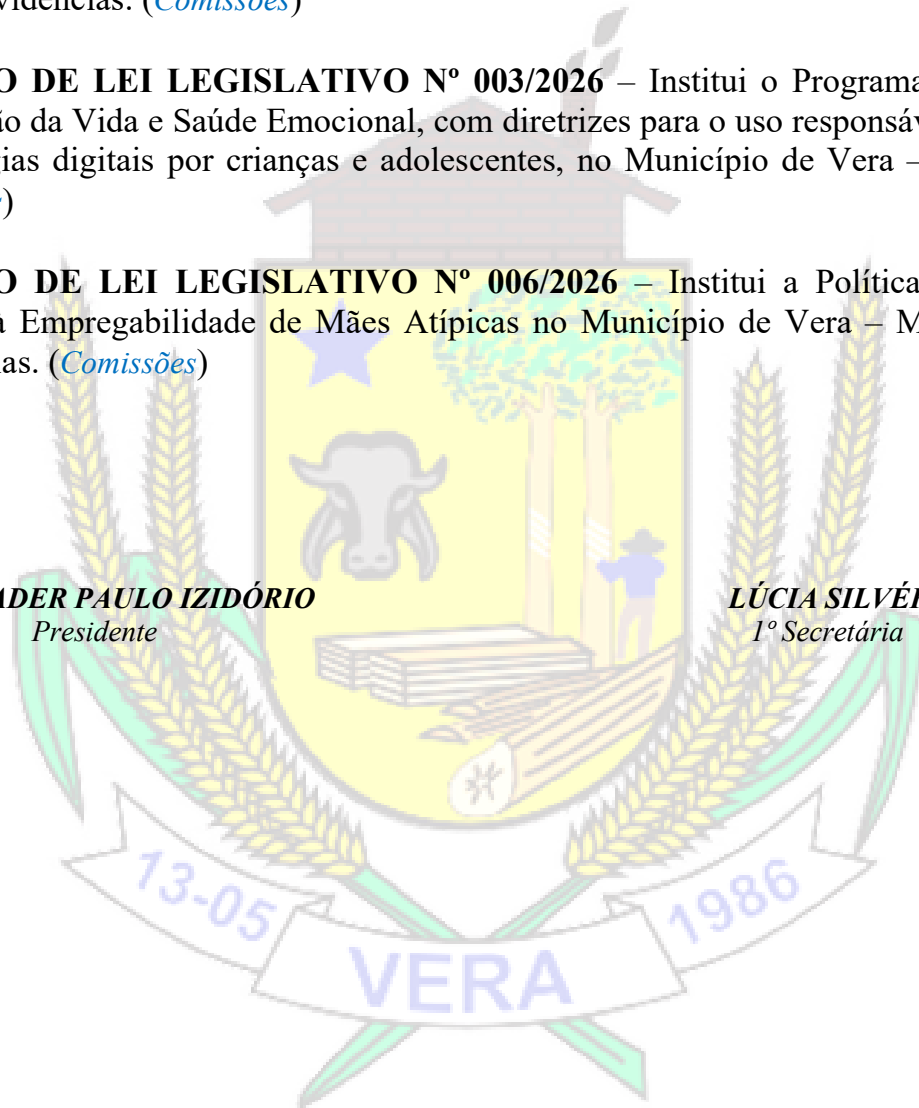 vidências. (Comissões)
O DE LEI LEGISLATIVO Nº 003/2026 – Institui o Programa
ão da Vida e Saúde Emocional, com diretrizes para o uso responsáv
gias digitais por crianças e adolescentes, no Município de Vera –
)
O DE LEI LEGISLATIVO Nº 006/2026 – Institui a Política
à Empregabilidade de Mães Atípicas no Município de Vera – M
ias. (Comissões)
ADER PAULO IZIDÓRIO
LÚCIA SILVÉI
Presidente
1º Secretária
13-05
1986
VERA